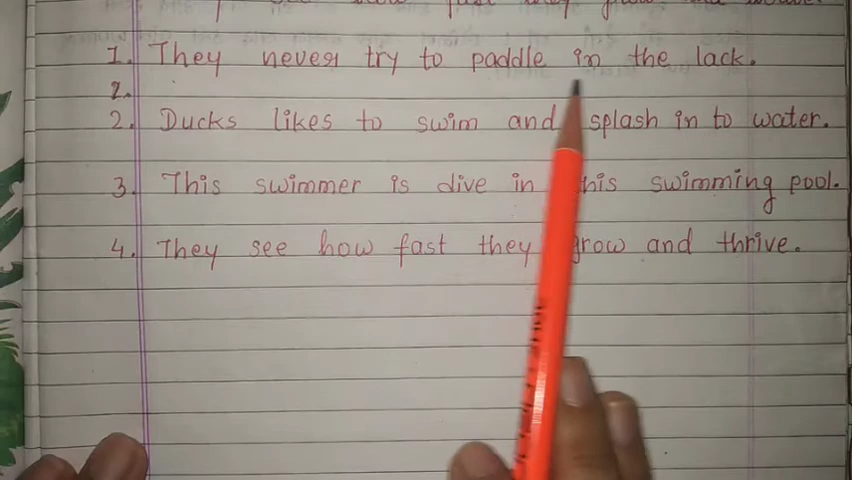 1. They never try to paddle in the lack.
2.
2. Ducks likes to swim and splash in to water.
3. This swimmer is dive in his swimming pool.
4. They see how fast they grow and thrive.